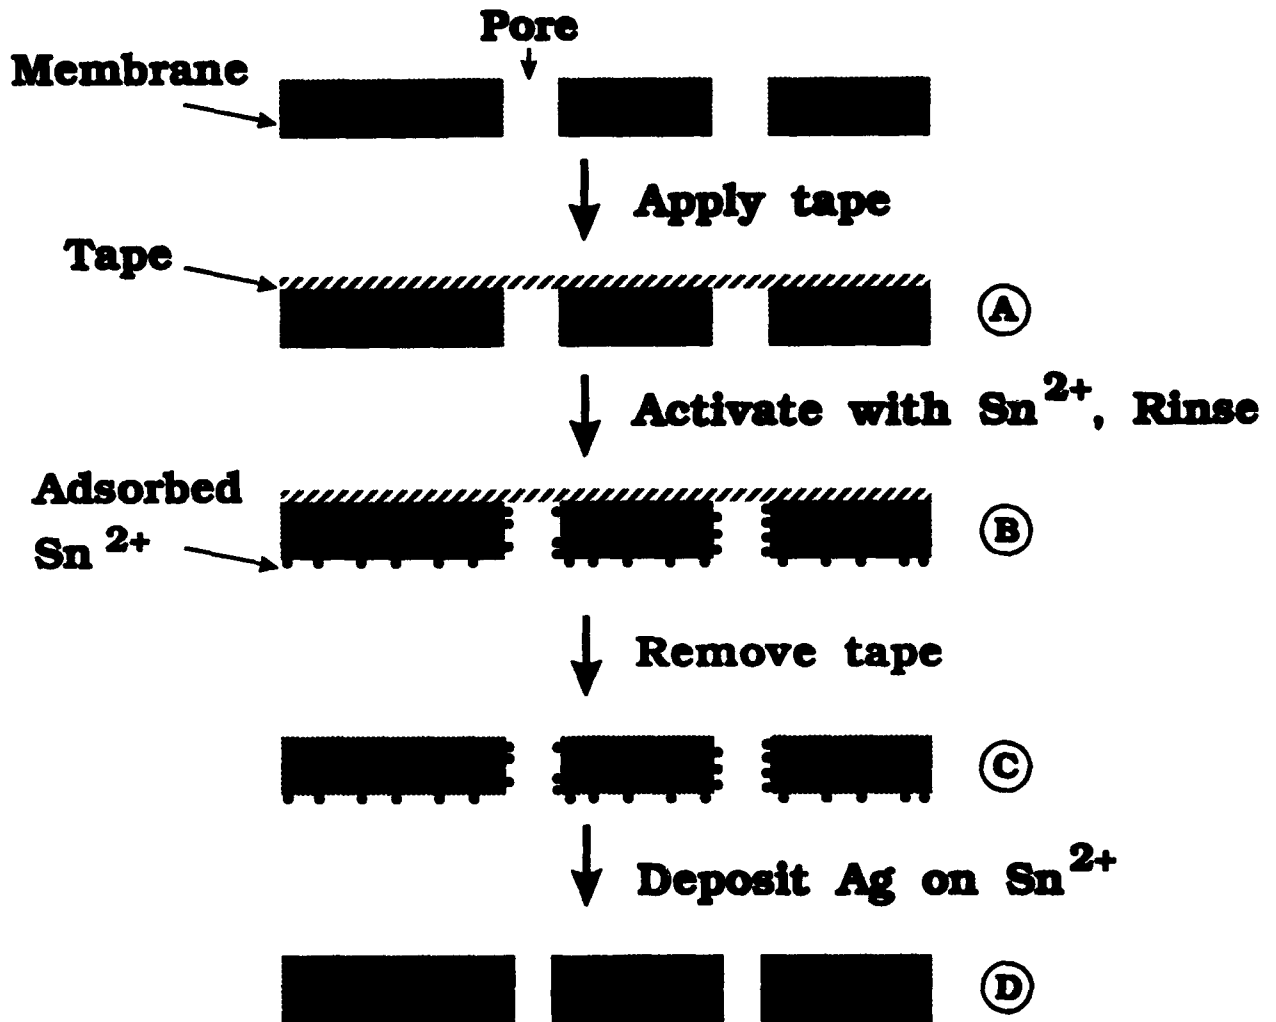 Pore
Membrane
Apply tape
Tape
A
Activate with Sn²⁺, Rinse
Adsorbed
Sn ²⁺
B
Remove tape
C
Deposit Ag on Sn²⁺
D